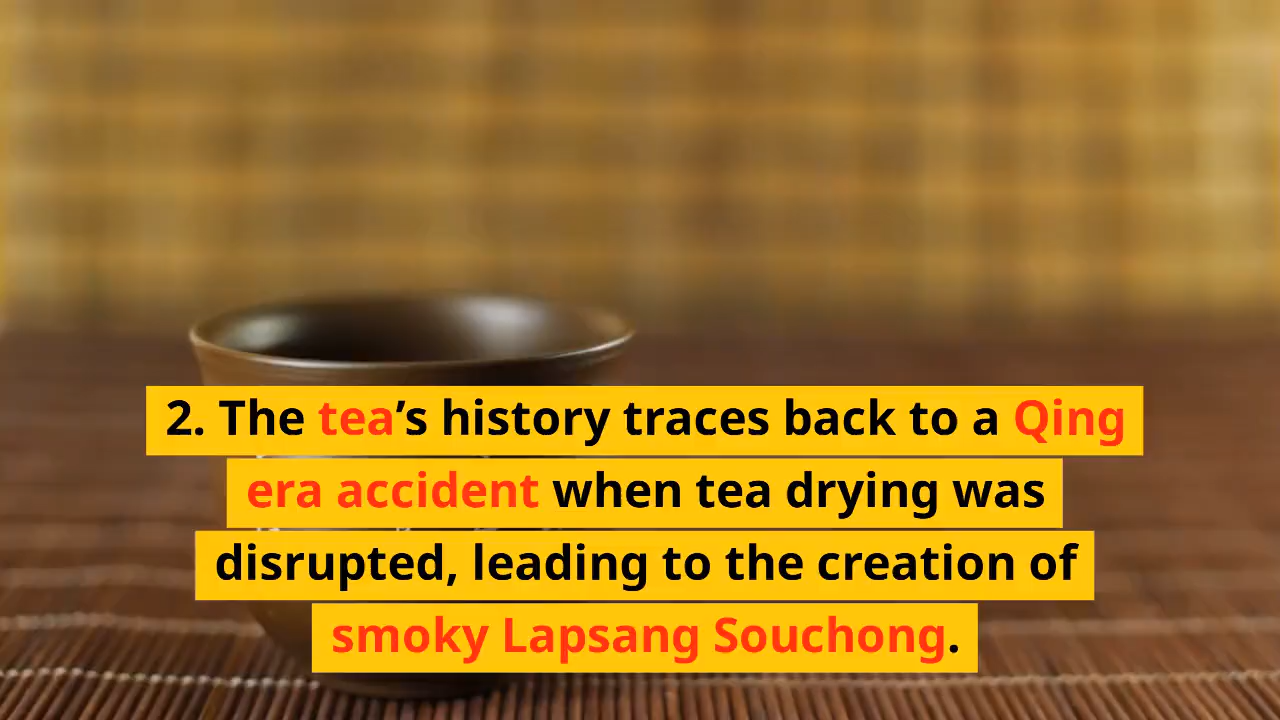 2. The tea’s history traces back to a Qing
era accident when tea drying was
disrupted, leading to the creation of
smoky Lapsang Souchong.